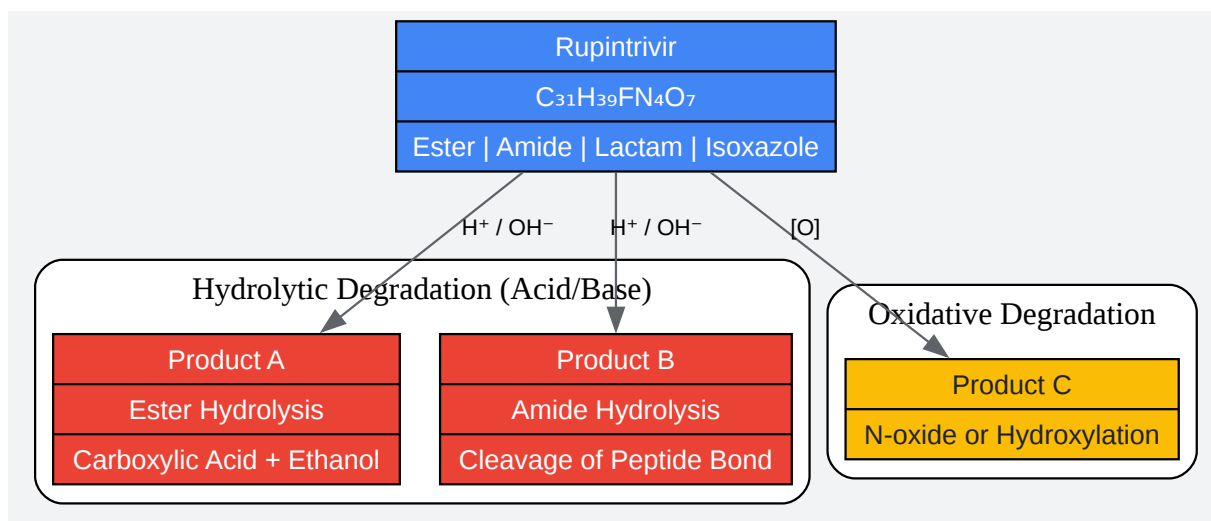 Rupintrivir
C₃₁H₃₉FN₄O₇
Ester | Amide | Lactam | Isoxazole
H⁺ / OH⁻
H⁺ / OH⁻
[O]
Hydrolytic Degradation (Acid/Base)
Product A
Ester Hydrolysis
Carboxylic Acid + Ethanol
Product B
Amide Hydrolysis
Cleavage of Peptide Bond
Oxidative Degradation
Product C
N-oxide or Hydroxylation